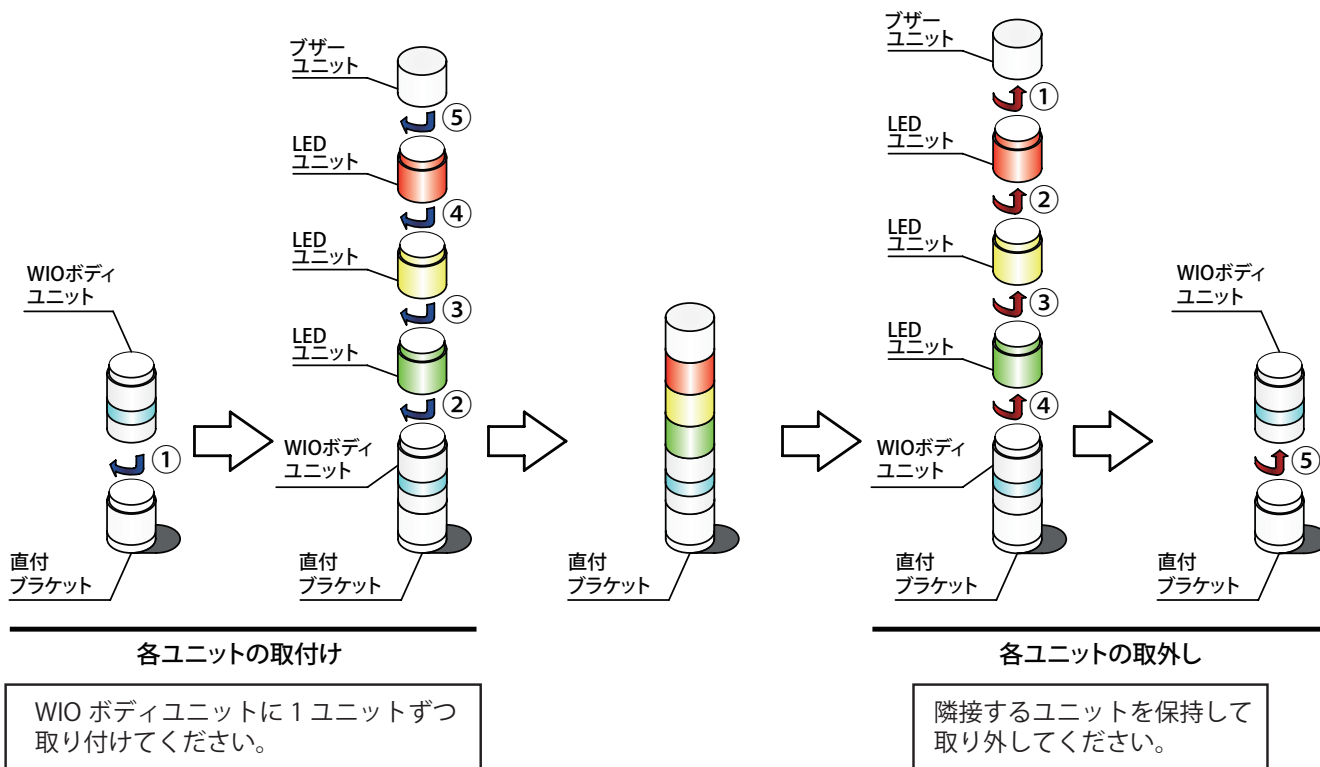 WIOボディ
ユニット
①
直付
ブラケット
ブザー
ユニット
⑤
LED
ユニット
④
LED
ユニット
③
LED
ユニット
②
WIOボディ
ユニット
直付
ブラケット
各ユニットの取付け
WIO ボディユニットに 1 ユニットずつ
取り付けてください。
直付
ブラケット
ブザー
ユニット
①
LED
ユニット
②
LED
ユニット
③
LED
ユニット
④
WIOボディ
ユニット
直付
ブラケット
WIOボディ
ユニット
⑤
直付
ブラケット
各ユニットの取外し
隣接するユニットを保持して
取り外してください。